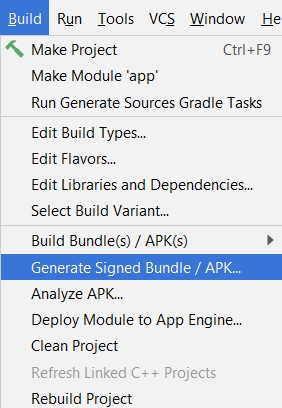 Build Run Tools VCS Window He
Make Project Ctrl+F9
Make Module 'app'
Run Generate Sources Gradle Tasks
Edit Build Types...
Edit Flavors...
Edit Libraries and Dependencies...
Select Build Variant...
Build Bundle(s) / APK(s)
Generate Signed Bundle / APK...
Analyze APK...
Deploy Module to App Engine...
Clean Project
Refresh Linked C++ Projects
Rebuild Project